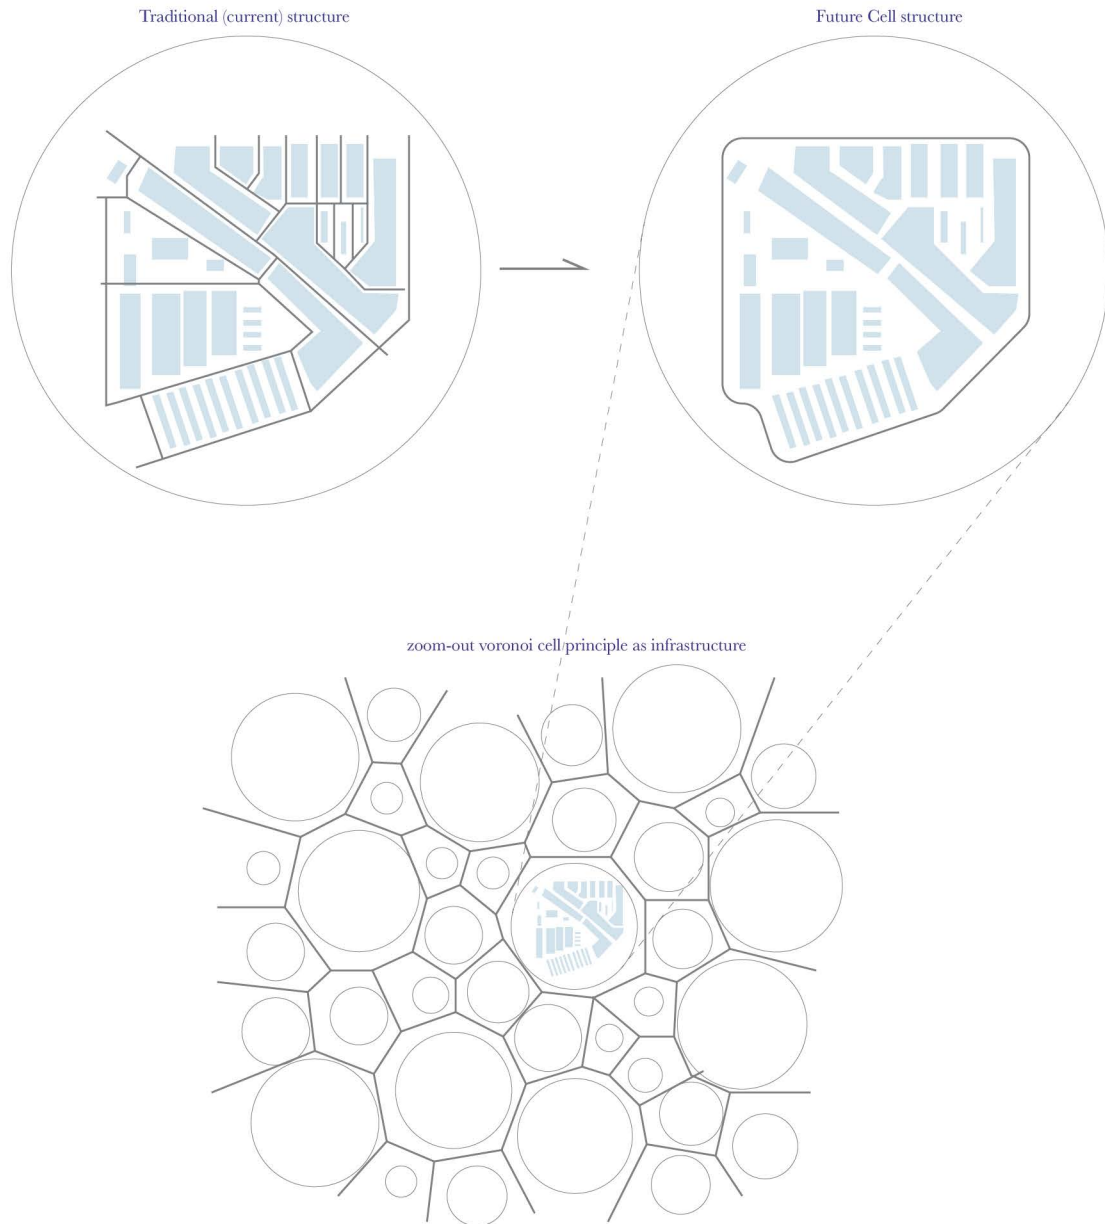 Traditional (current) structure
Future Cell structure
zoom-out voronoi cell principle as infrastructure